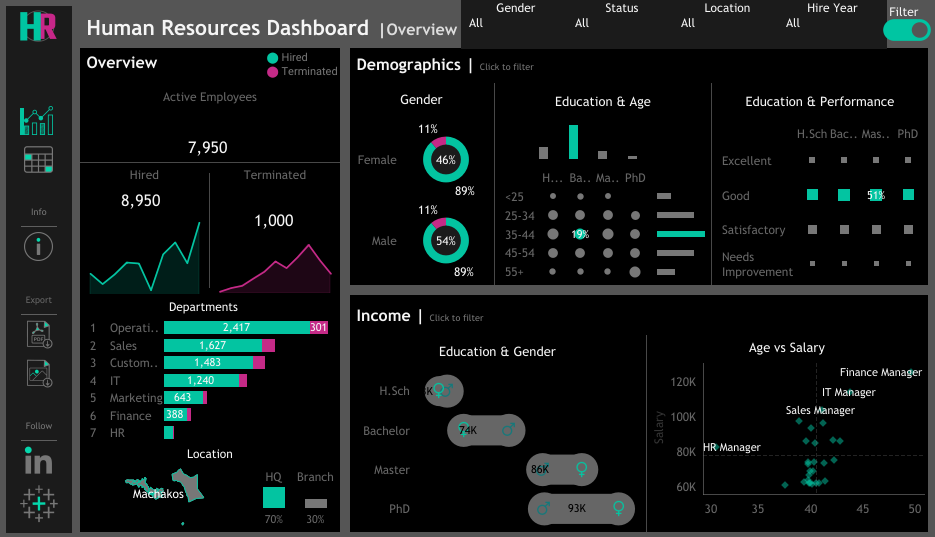 HR
Human Resources Dashboard |Overview
Gender Status Location Hire Year
All All All All
Filter
Overview
Hired
Terminated
Active Employees
7,950
Hired Terminated
8,950
1,000
Departments
1 Operati.. 2,417 301
2 Sales 1,627
3 Custom.. 1,483
4 IT 1,240
5 Marketing 643
6 Finance 388
7 HR
Location
Machakos
HQ Branch
70% 30%
Info
Export
PDF
Follow
in
Demographics | Click to filter
Gender
11%
Female 46%
89%
11%
Male 54%
89%
Education & Age
H... Ba.. Ma.. PhD
<25
25-34
35-44 19%
45-54
55+
Education & Performance
H.Sch Bac.. Mas.. PhD
Excellent
Good 51%
Satisfactory
Needs
Improvement
Income | Click to filter
Education & Gender
H.Sch
Bachelor 74K
Master 86K
PhD 93K
Age vs Salary
Salary
120K
100K
80K
60K
30 35 40 45 50
Finance Manager
IT Manager
Sales Manager
HR Manager